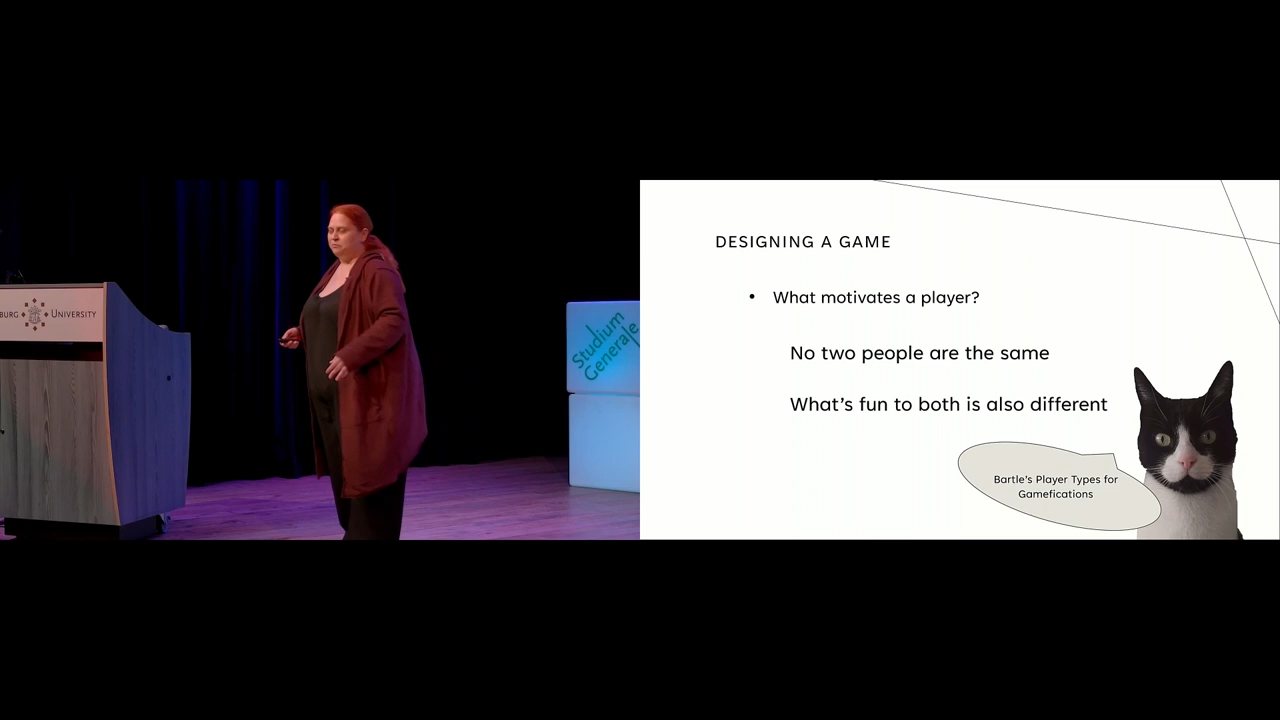 BURG UNIVERSITY
Studium
Generale
DESIGNING A GAME
• What motivates a player?
No two people are the same
What's fun to both is also different
Bartle's Player Types for
Gamefications